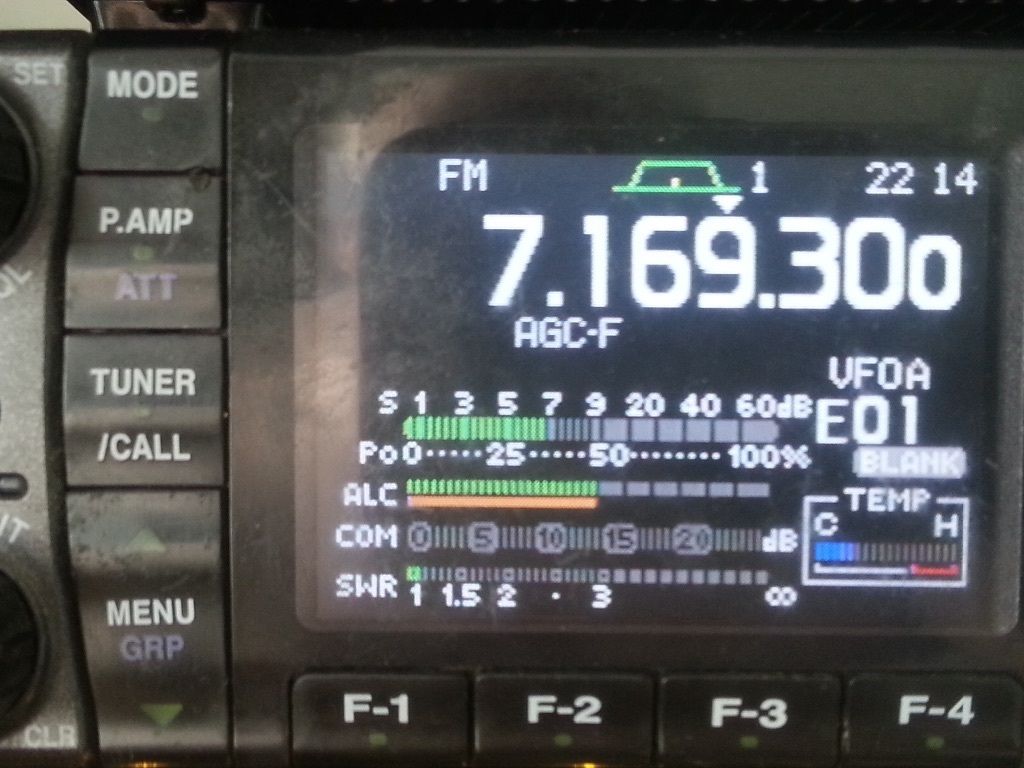 SET
MODE
P.AMP
ATT
TUNER
/CALL
MENU
GRP
CLR
FM 1 22 14
7.169.300
AGC-F
VFOA
E01
BLANK
S 1 3 5 7 9 20 40 60dB
Po 0 25 50 100%
ALC
COM 0 5 10 15 20 dB
SWR 1 1.5 2 · 3 ∞
TEMP
C H
F-1 F-2 F-3 F-4